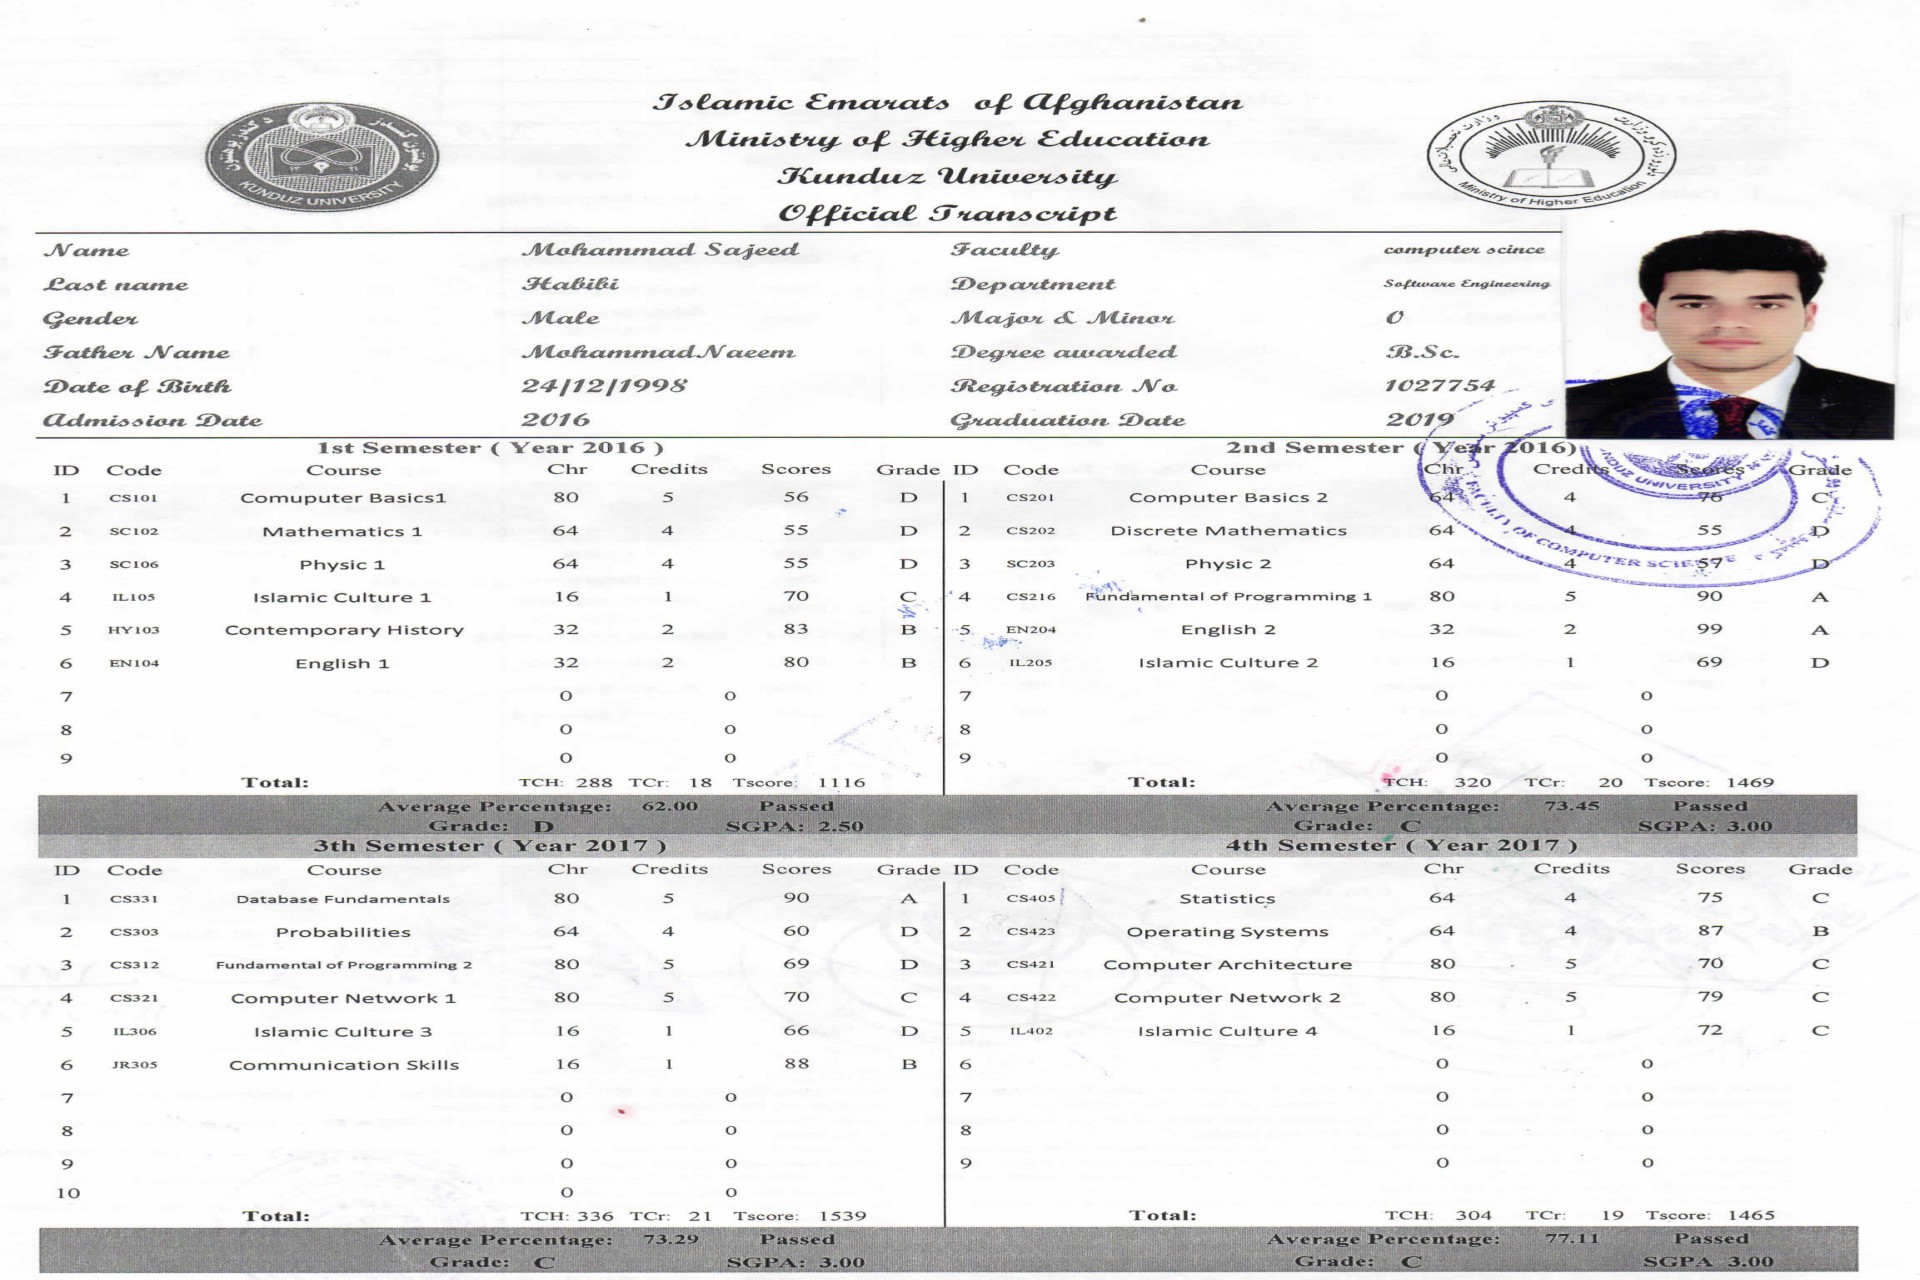 Islamic Emarats of Afghanistan
Ministry of Higher Education
Kunduz University
Official Transcript
KUNDUZ UNIVERSITY
Ministry of Higher Education
Name Mohammad Sajeed Faculty computer scince
Last name Habibi Department Software Engineering
Gender Male Major & Minor 0
Father Name MohammadNaeem Degree awarded B.Sc.
Date of Birth 24/12/1998 Registration No 1027754
Admission Date 2016 Graduation Date 2019
1st Semester ( Year 2016 )
ID Code Course Chr Credits Scores Grade
1 CS101 Comuputer Basics1 80 5 56 D
2 SC102 Mathematics 1 64 4 55 D
3 SC106 Physic 1 64 4 55 D
4 IL105 Islamic Culture 1 16 1 70 C
5 HY103 Contemporary History 32 2 83 B
6 EN104 English 1 32 2 80 B
7 0 0
8 0 0
9 0 0
Total: TCH: 288 TCr: 18 Tscore: 1116
Average Percentage: 62.00 Passed
Grade: D SGPA: 2.50
2nd Semester ( Year 2016)
ID Code Course Chr Credits Scores Grade
1 CS201 Computer Basics 2 64 4 76 C
2 CS202 Discrete Mathematics 64 4 55 D
3 SC203 Physic 2 64 4 57 D
4 CS216 Fundamental of Programming 1 80 5 90 A
5 EN204 English 2 32 2 99 A
6 IL205 Islamic Culture 2 16 1 69 D
7 0 0
8 0 0
9 0 0
Total: TCH: 320 TCr: 20 Tscore: 1469
Average Percentage: 73.45 Passed
Grade: C SGPA: 3.00
KUNDUZ UNIVERSITY
FACULTY OF COMPUTER SCIENCE
3th Semester ( Year 2017 )
ID Code Course Chr Credits Scores Grade
1 CS331 Database Fundamentals 80 5 90 A
2 CS303 Probabilities 64 4 60 D
3 CS312 Fundamental of Programming 2 80 5 69 D
4 CS321 Computer Network 1 80 5 70 C
5 IL306 Islamic Culture 3 16 1 66 D
6 JR305 Communication Skills 16 1 88 B
7 0 0
8 0 0
9 0 0
10 0 0
Total: TCH: 336 TCr: 21 Tscore: 1539
Average Percentage: 73.29 Passed
Grade: C SGPA: 3.00
4th Semester ( Year 2017 )
ID Code Course Chr Credits Scores Grade
1 CS405 Statistics 64 4 75 C
2 CS423 Operating Systems 64 4 87 B
3 CS421 Computer Architecture 80 5 70 C
4 CS422 Computer Network 2 80 5 79 C
5 IL402 Islamic Culture 4 16 1 72 C
6 0 0
7 0 0
8 0 0
9 0 0
Total: TCH: 304 TCr: 19 Tscore: 1465
Average Percentage: 77.11 Passed
Grade: C SGPA 3.00